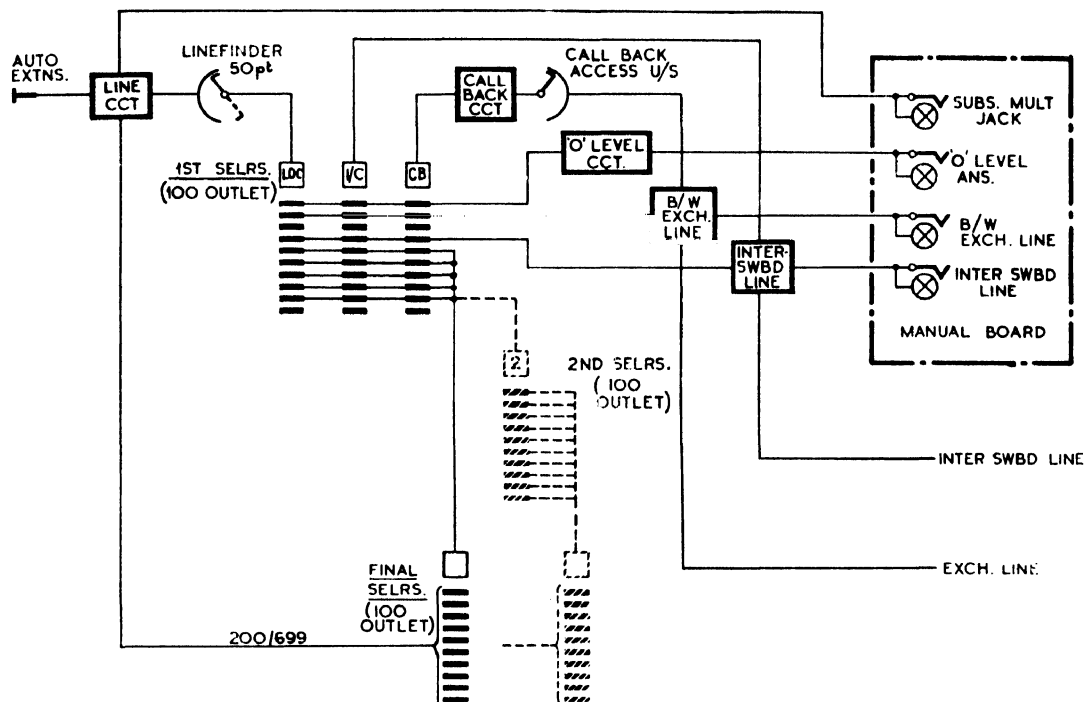 AUTO
EXTNS.
LINE
CCT
LINEFINDER
50pt
CALL
BACK
CCT
CALL BACK
ACCESS U/S
1ST SELRS.
(100 OUTLET)
LOC
I/C
CB
'O' LEVEL
CCT.
B/W
EXCH.
LINE
INTER-
SWBD
LINE
SUBS. MULT
JACK
'O' LEVEL
ANS.
B/W
EXCH. LINE
INTER SWBD
LINE
MANUAL BOARD
2
2ND SELRS.
(100
OUTLET)
INTER SWBD LINE
EXCH. LINE
FINAL
SELRS.
(100
OUTLET)
200/699